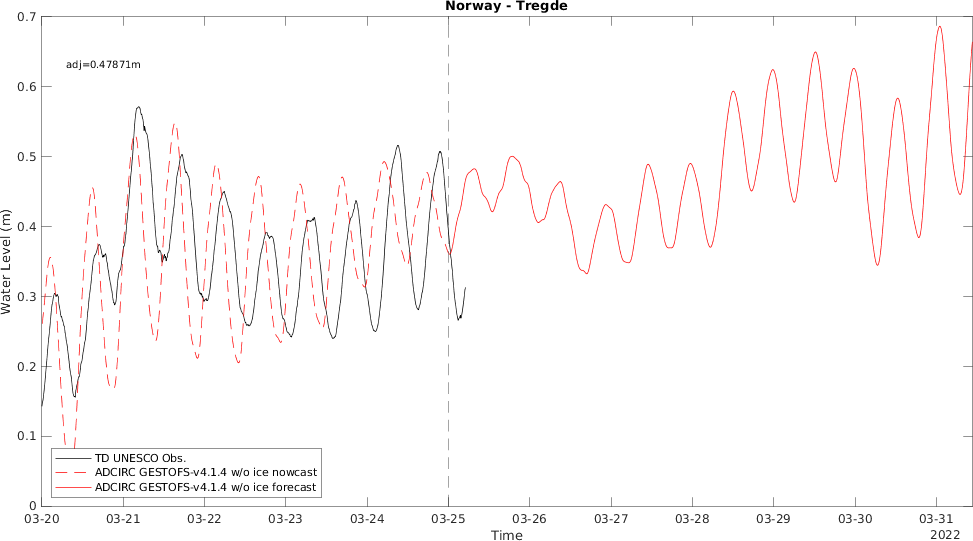 Norway - Tregde
0.7
0.6
0.5
0.4
0.3
0.2
0.1
0
Water Level (m)
adj=0.47871m
TD UNESCO Obs.
ADCIRC GESTOFS-v4.1.4 w/o ice nowcast
ADCIRC GESTOFS-v4.1.4 w/o ice forecast
03-20 03-21 03-22 03-23 03-24 03-25 03-26 03-27 03-28 03-29 03-30 03-31
2022
Time